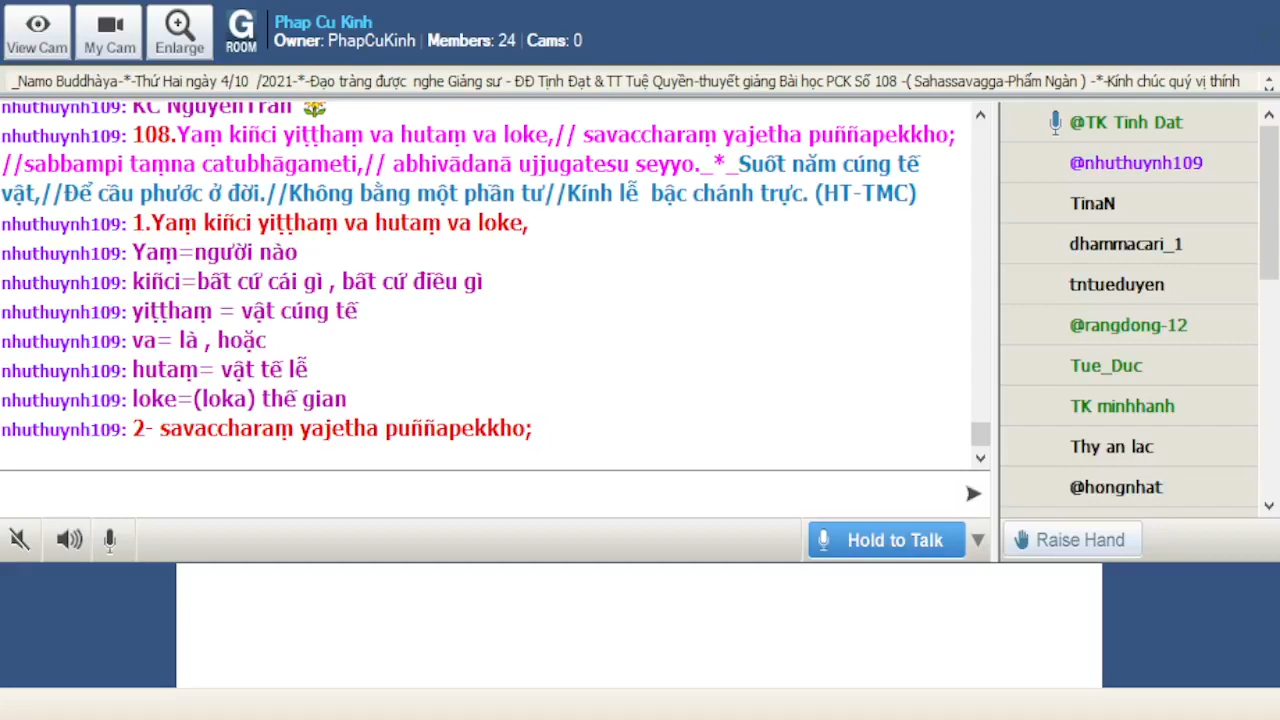 View Cam
My Cam
Enlarge
G
ROOM
Phap Cu Kinh
Owner: PhapCuKinh | Members: 24 | Cams: 0
_Namo Buddhàya-*-Thứ Hai ngày 4/10 /2021-*-Đạo tràng được nghe Giảng sư - ĐĐ Tịnh Đạt & TT Tuệ Quyền-thuyết giảng Bài học PCK Số 108 -( Sahassavagga-Phẩm Ngàn ) -*-Kính chúc quý vị thính
nhuthuynh109: KC NguyenTran
nhuthuynh109: 108.Yaṃ kiñci yiṭṭhaṃ va hutaṃ va loke,// savaccharaṃ yajetha puññapekkho;
//sabbampi taṃna catubhāgameti,// abhivādanā ujjugatesu seyyo._*_Suốt năm cúng tế
vật,//Để cầu phước ở đời.//Không bằng một phần tư//Kính lễ bậc chánh trực. (HT-TMC)
nhuthuynh109: 1.Yaṃ kiñci yiṭṭhaṃ va hutaṃ va loke,
nhuthuynh109: Yaṃ=người nào
nhuthuynh109: kiñci=bất cứ cái gì , bất cứ điều gì
nhuthuynh109: yiṭṭhaṃ = vật cúng tế
nhuthuynh109: va= là , hoặc
nhuthuynh109: hutaṃ= vật tế lễ
nhuthuynh109: loke=(loka) thế gian
nhuthuynh109: 2- savaccharaṃ yajetha puññapekkho;
@TK Tinh Dat
@nhuthuynh109
TinaN
dhammacari_1
tntueduyen
@rangdong-12
Tue_Duc
TK minhhanh
Thy an lac
@hongnhat
Hold to Talk
Raise Hand